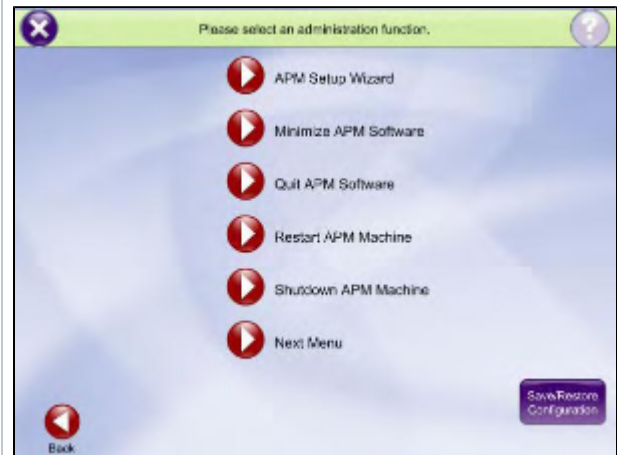 Please select an administration function.
?
APM Setup Wizard
Minimize APM Software
Quit APM Software
Restart APM Machine
Shutdown APM Machine
Next Menu
Save/Restore
Configuration
Back